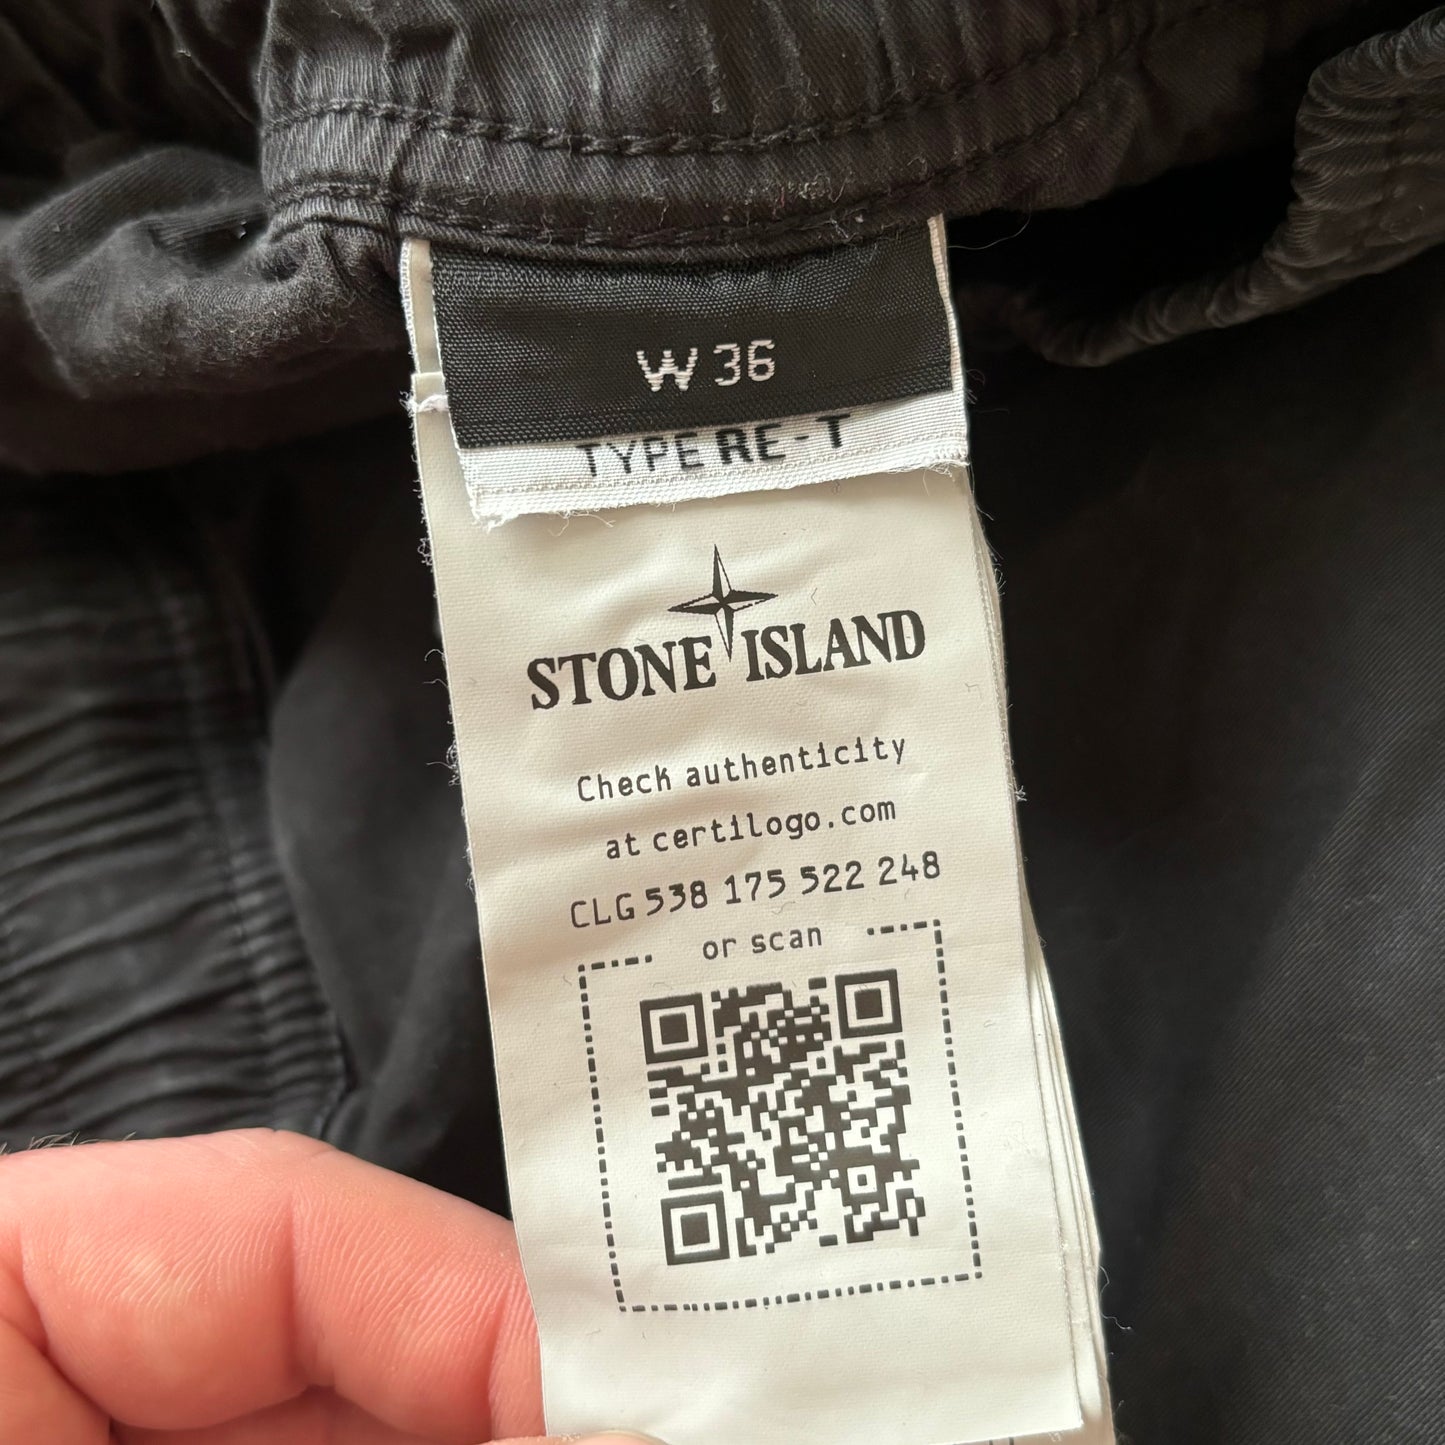 W 36
TYPE RE-T
STONE ISLAND
Check authenticity
at certilogo.com
CLG 538 175 522 248
or scan